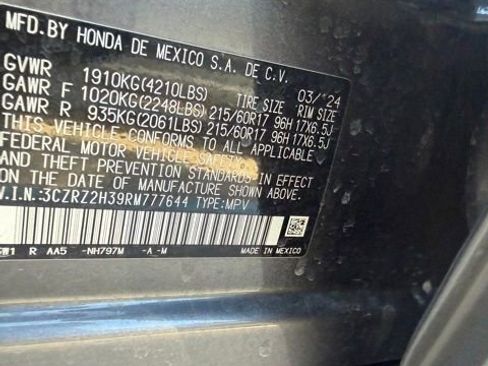 MFD.BY HONDA DE MEXICO S.A. DE C.V.
GVWR 1910KG(4210LBS) 03/'24
GAWR F 1020KG(2248LBS) TIRE SIZE RIM SIZE
GAWR R 935KG(2061LBS) 215/60R17 96H 17X6.5J
215/60R17 96H 17X6.5J
THIS VEHICLE CONFORMS TO ALL APPLICABLE
FEDERAL MOTOR VEHICLE SAFETY
AND THEFT PREVENTION STANDARDS IN EFFECT
ON THE DATE OF MANUFACTURE SHOWN ABOVE.
V.I.N.:3CZRZ2H39RM777644 TYPE:MPV
GW1 R AA5 -NH797M -A_-M MADE IN MEXICO